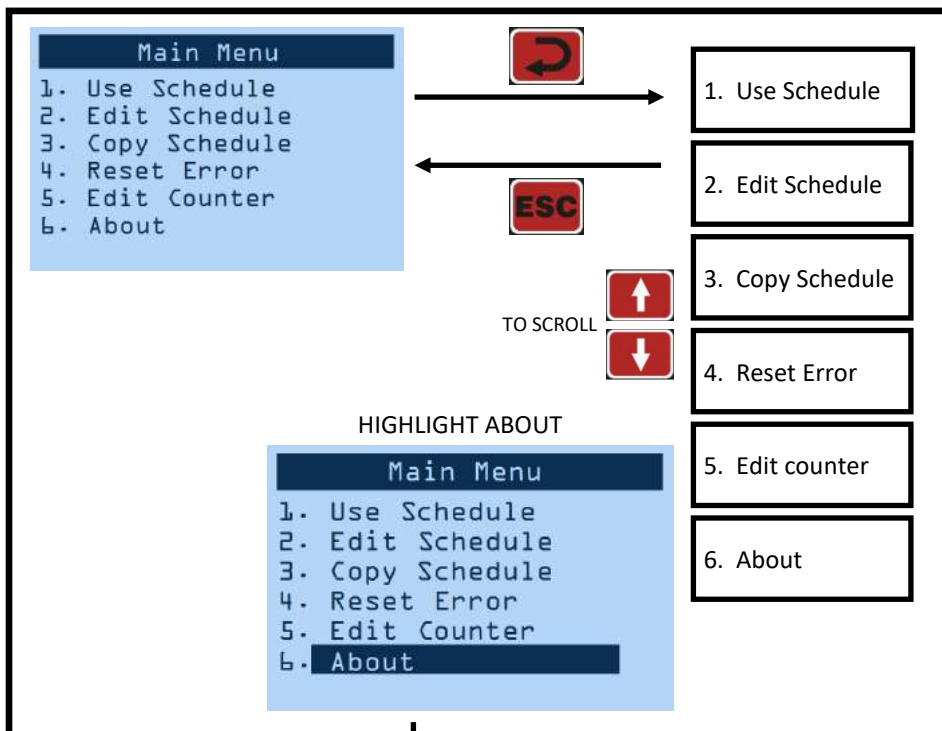 Main Menu
1. Use Schedule
2. Edit Schedule
3. Copy Schedule
4. Reset Error
5. Edit Counter
6. About
ESC
TO SCROLL
1. Use Schedule
2. Edit Schedule
3. Copy Schedule
4. Reset Error
5. Edit counter
6. About
HIGHLIGHT ABOUT
Main Menu
1. Use Schedule
2. Edit Schedule
3. Copy Schedule
4. Reset Error
5. Edit Counter
6. About